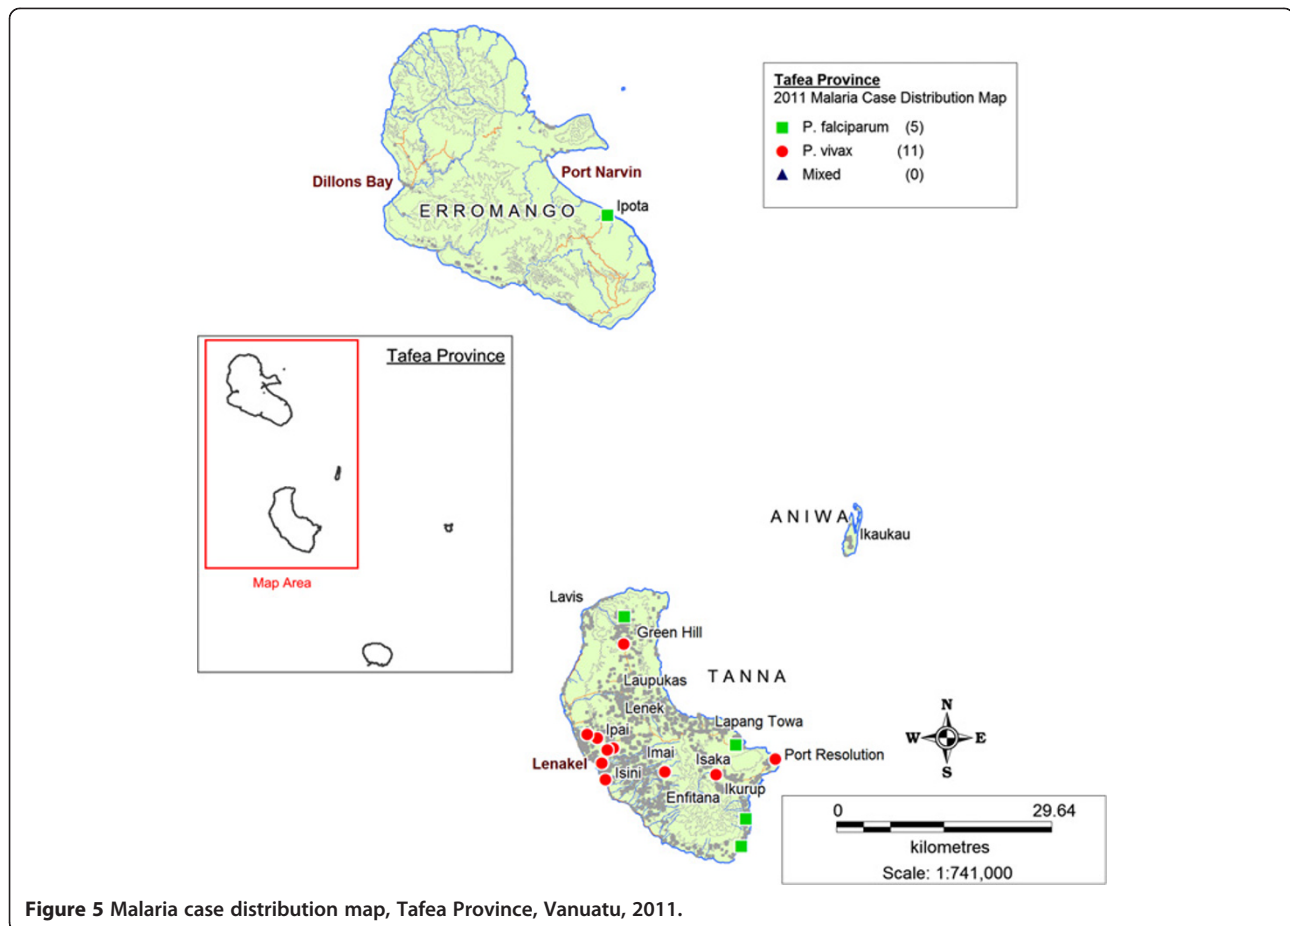 Tafea Province
2011 Malaria Case Distribution Map
P. falciparum (5)
P. vivax (11)
Mixed (0)
Dillons Bay
Port Narvin
ERROMANGO
Ipota
Tafea Province
Map Area
ANIWA
Ikaukau
Lavis
Green Hill
TANNA
Laupukas
Lenek
Lapang Towa
Ipai
Imai
Isaka
Port Resolution
Lenakel
Isini
Ikurup
Enfitana
N
W E
S
0 29.64
kilometres
Scale: 1:741,000
Figure 5 Malaria case distribution map, Tafea Province, Vanuatu, 2011.